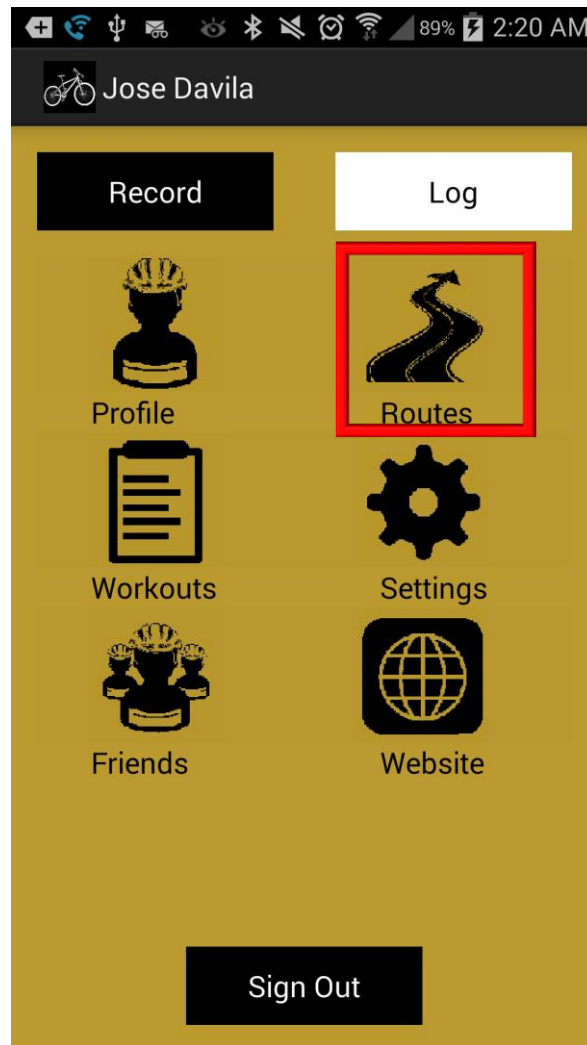 89% 2:20 AM
Jose Davila
Record Log
Profile Routes
Workouts Settings
Friends Website
Sign Out